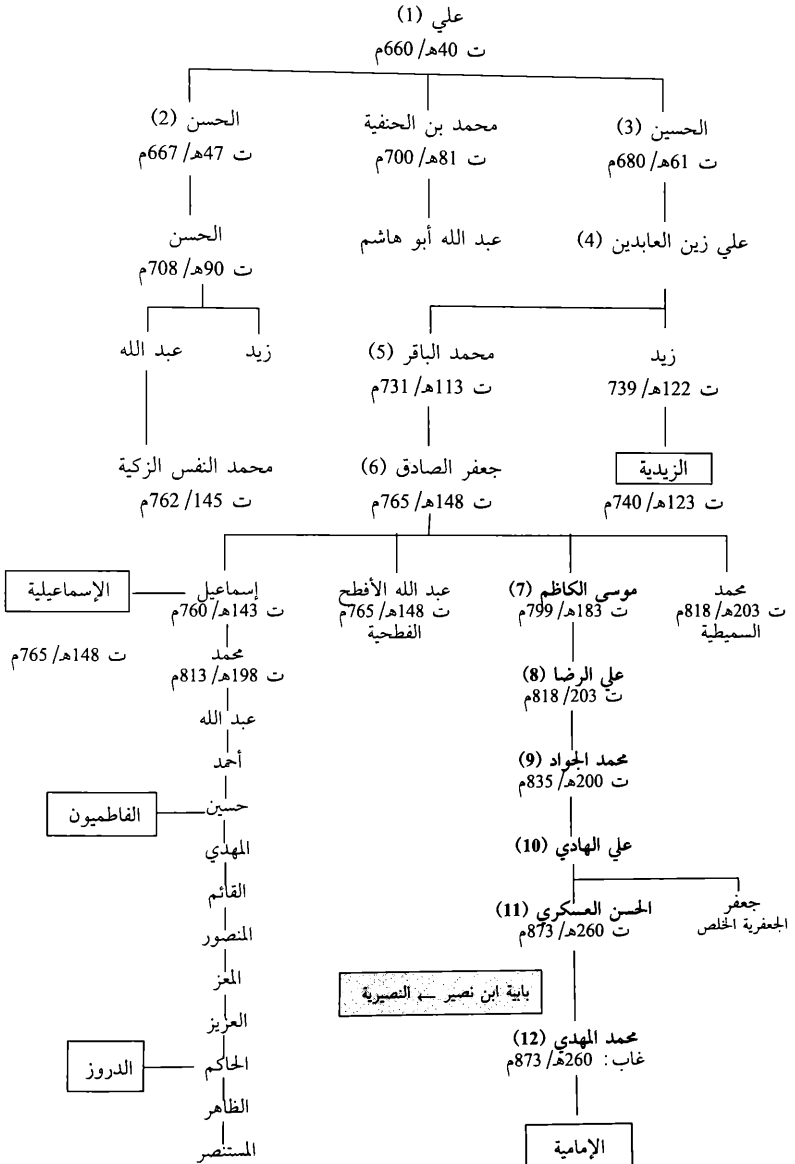 علي (1)
ت 40هـ/660م
الحسين (3)
ت 61هـ/680م
محمد بن الحنفية
ت 81هـ/700م
الحسن (2)
ت 47هـ/667م
علي زين العابدين (4)
عبد الله أبو هاشم
الحسن
ت 90هـ/708م
زيد
ت 122هـ/739
محمد الباقر (5)
ت 113هـ/731م
زيد
عبد الله
الزيدية
ت 123هـ/740م
جعفر الصادق (6)
ت 148هـ/765م
محمد النفس الزكية
ت 145/762م
محمد
ت 203هـ/818م
السميطية
موسى الكاظم (7)
ت 183هـ/799م
عبد الله الأفطح
ت 148هـ/765م
الفطحية
إسماعيل
ت 143هـ/760م
الإسماعيلية
ت 148هـ/765م
علي الرضا (8)
ت 203/818م
محمد
ت 198هـ/813م
عبد الله
محمد الجواد (9)
ت 200هـ/835م
أحمد
حسين
الفاطميون
علي الهادي (10)
المهدي
جعفر
الجعفرية الخلص
الحسن العسكري (11)
ت 260هـ/873م
القائم
المنصور
بابية ابن نصير ← النصيرية
المعز
العزيز
محمد المهدي (12)
غاب: 260هـ/873م
الحاكم
الدروز
الظاهر
الإمامية
المستنصر